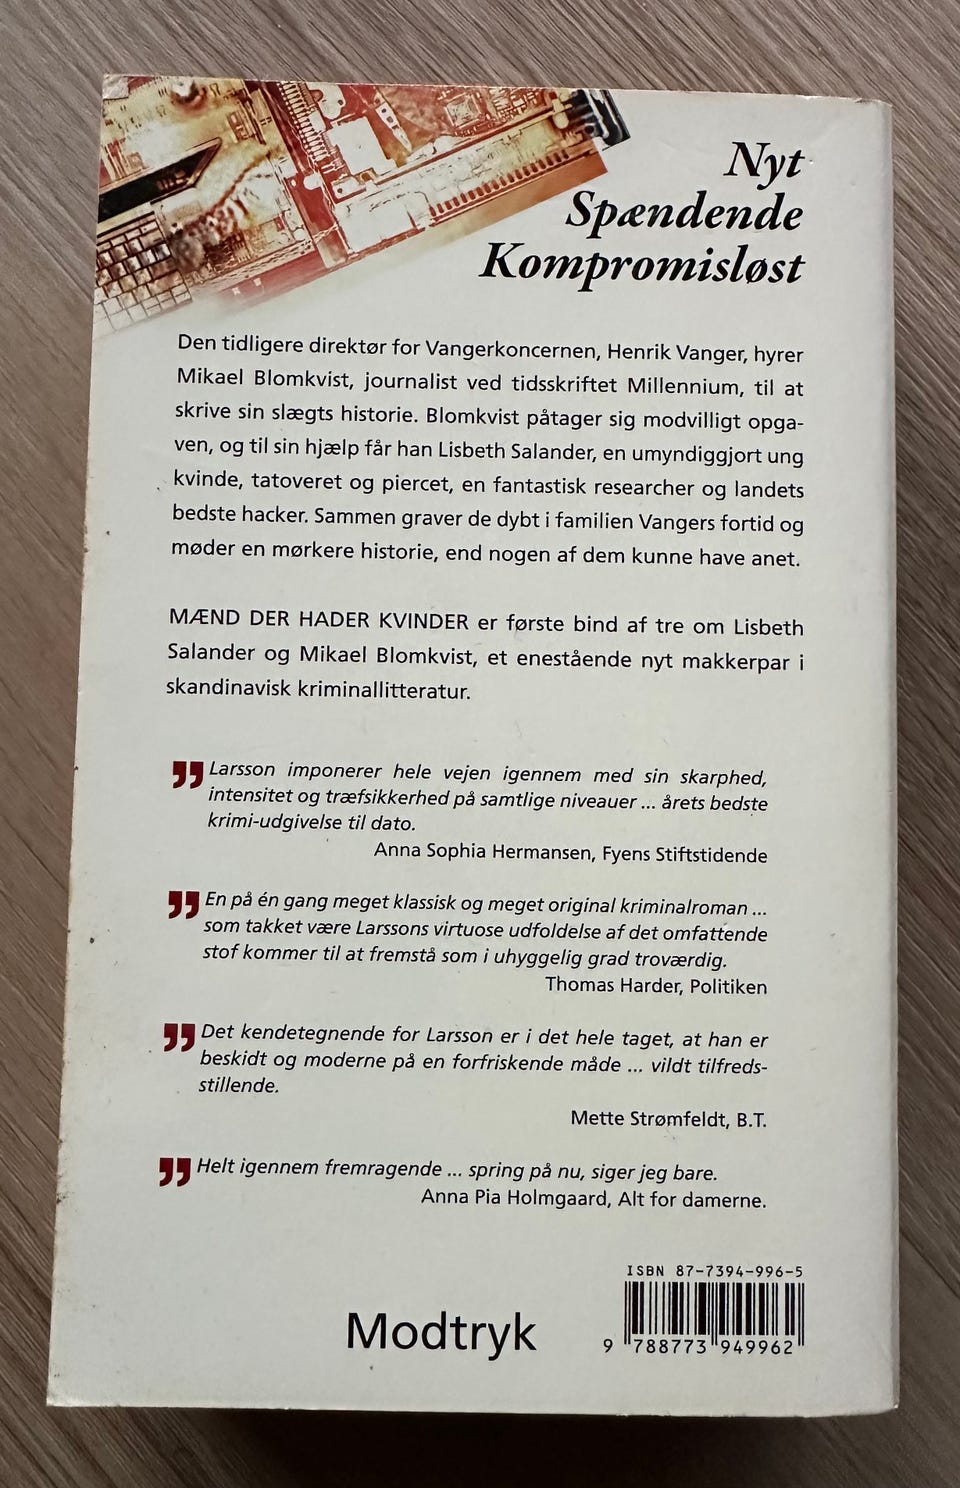 Nyt
Spændende
Kompromisløst
Den tidligere direktør for Vangerkoncernen, Henrik Vanger, hyrer
Mikael Blomkvist, journalist ved tidsskriftet Millennium, til at
skrive sin slægts historie. Blomkvist påtager sig modvilligt opga-
ven, og til sin hjælp får han Lisbeth Salander, en umyndiggjort ung
kvinde, tatoveret og piercet, en fantastisk researcher og landets
bedste hacker. Sammen graver de dybt i familien Vangers fortid og
møder en mørkere historie, end nogen af dem kunne have anet.
MÆND DER HADER KVINDER er første bind af tre om Lisbeth
Salander og Mikael Blomkvist, et enestående nyt makkerpar i
skandinavisk kriminallitteratur.
❞ Larsson imponerer hele vejen igennem med sin skarphed,
intensitet og træfsikkerhed på samtlige niveauer ... årets bedste
krimi-udgivelse til dato.
Anna Sophia Hermansen, Fyens Stiftstidende
❞ En på én gang meget klassisk og meget original kriminalroman ...
som takket være Larssons virtuose udfoldelse af det omfattende
stof kommer til at fremstå som i uhyggelig grad troværdig.
Thomas Harder, Politiken
❞ Det kendetegnende for Larsson er i det hele taget, at han er
beskidt og moderne på en forfriskende måde ... vildt tilfreds-
stillende.
Mette Strømfeldt, B.T.
❞ Helt igennem fremragende ... spring på nu, siger jeg bare.
Anna Pia Holmgaard, Alt for damerne.
ISBN 87-7394-996-5
Modtryk
9 788773 949962